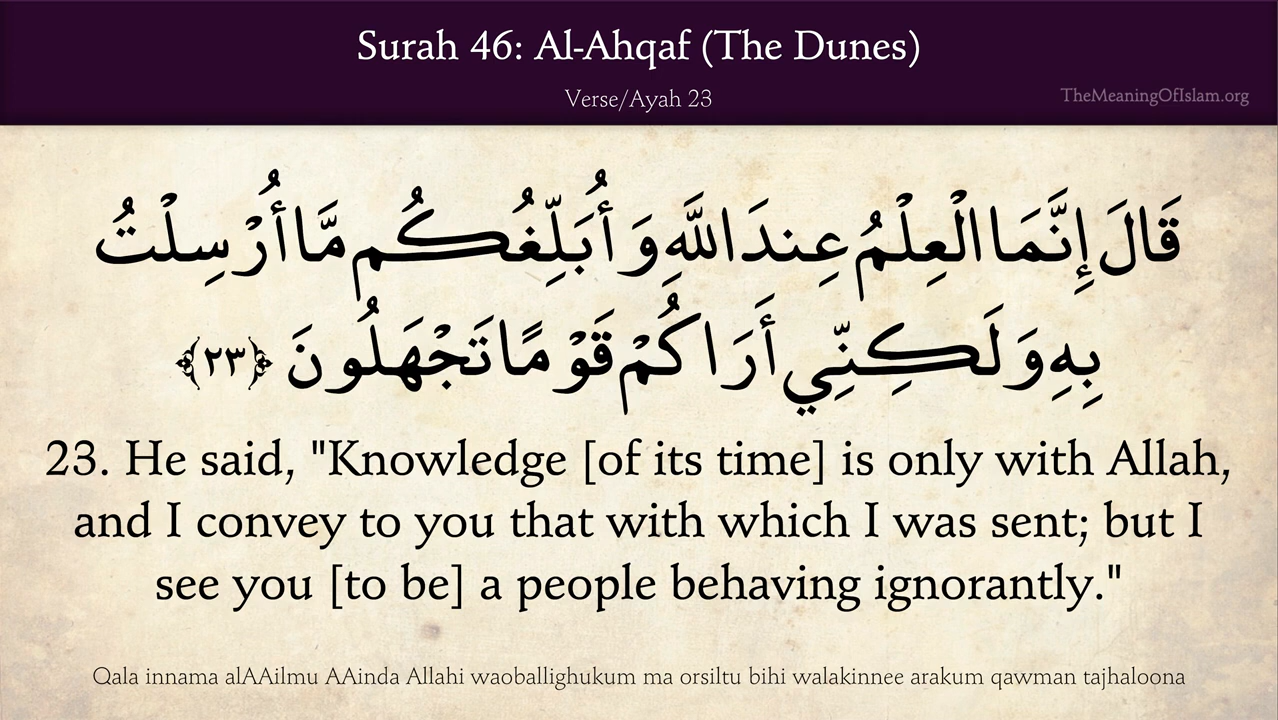 Surah 46: Al-Ahqaf (The Dunes)
Verse/Ayah 23
TheMeaningOfIslam.org
قَالَ إِنَّمَا الْعِلْمُ عِندَ اللَّهِ وَأُبَلِّغُكُم مَّا أُرْسِلْتُ
بِهِ وَلَكِنِّي أَرَاكُمْ قَوْمًا تَجْهَلُونَ ﴿٢٣﴾
23. He said, "Knowledge [of its time] is only with Allah,
and I convey to you that with which I was sent; but I
see you [to be] a people behaving ignorantly."
Qala innama alAAilmu AAinda Allahi waoballighukum ma orsiltu bihi walakinnee arakum qawman tajhaloona